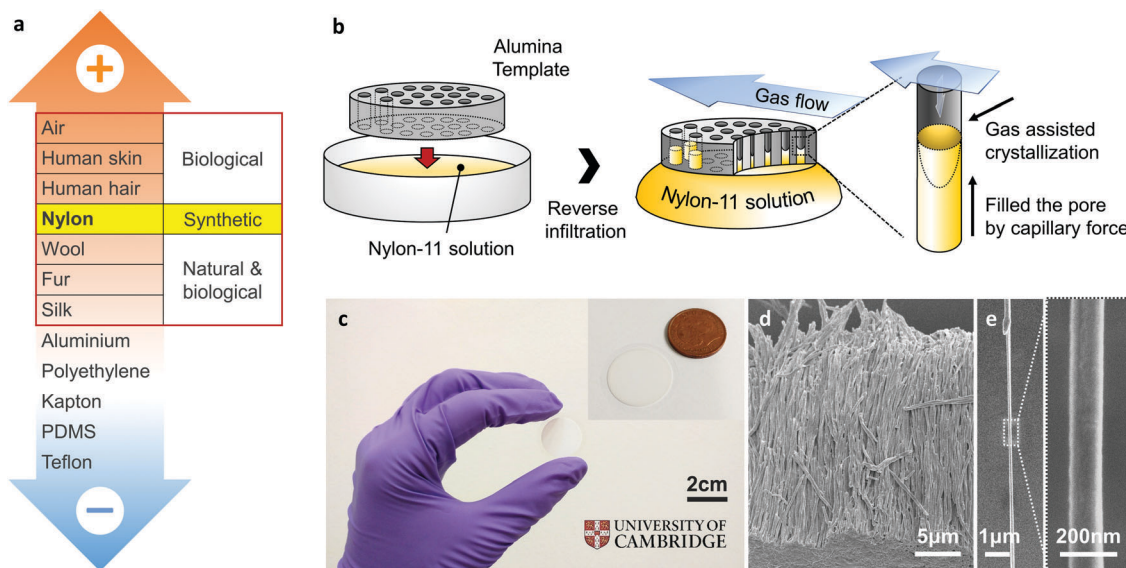 a
+
Air
Human skin
Human hair
Biological
Nylon
Synthetic
Wool
Fur
Silk
Natural &
biological
Aluminium
Polyethylene
Kapton
PDMS
Teflon
−
b
Alumina
Template
Nylon-11 solution
Reverse
infiltration
Gas flow
Nylon-11 solution
Gas assisted
crystallization
Filled the pore
by capillary force
c
2cm
UNIVERSITY OF
CAMBRIDGE
d
5μm
e
1μm
200nm